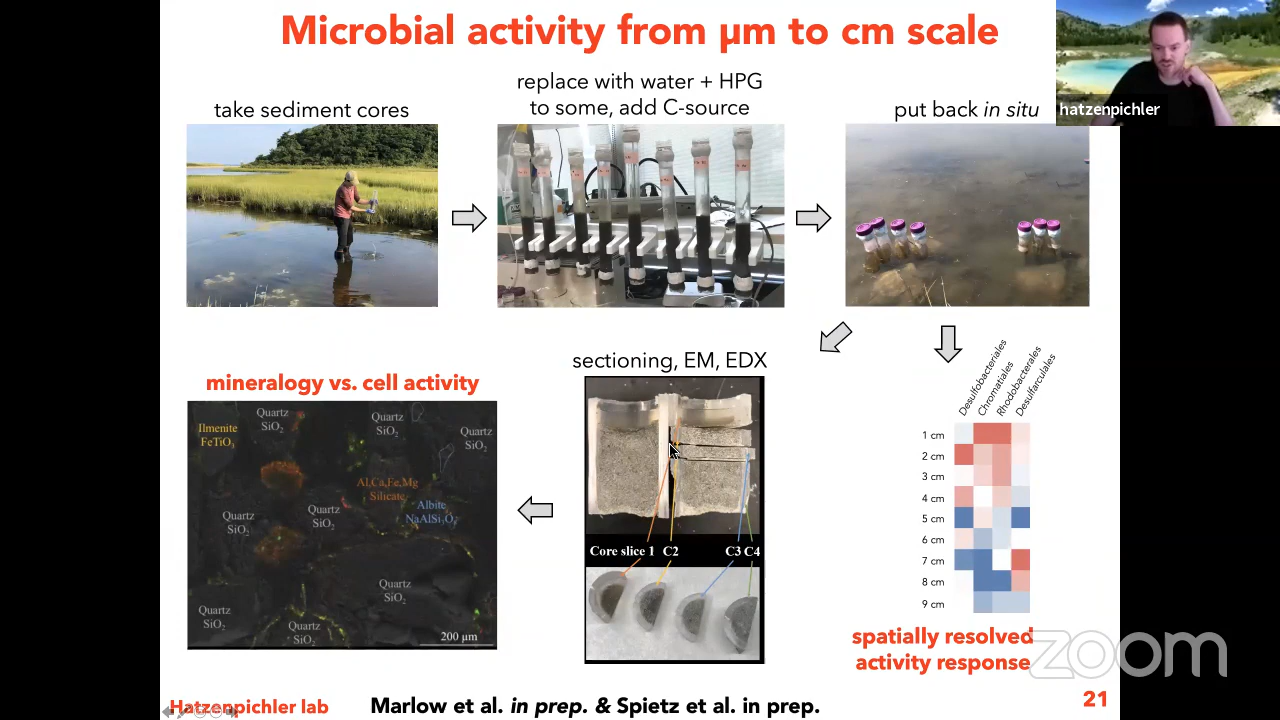 Microbial activity from µm to cm scale
hatzenpichler
take sediment cores
replace with water + HPG
to some, add C-source
put back in situ
mineralogy vs. cell activity
Quartz
SiO₂
Quartz
SiO₂
Quartz
SiO₂
Ilmenite
FeTiO₃
Al,Ca,Fe,Mg
Silicate
Albite
NaAlSi₃O₈
Quartz
SiO₂
Quartz
SiO₂
Quartz
SiO₂
Quartz
SiO₂
Quartz
SiO₂
200 µm
sectioning, EM, EDX
Core slice 1 C2 C3 C4
Desulfobacteriales
Chromatiales
Rhodobacterales
Desulfarculales
1 cm
2 cm
3 cm
4 cm
5 cm
6 cm
7 cm
8 cm
9 cm
spatially resolved
activity response
zoom
Hatzenpichler lab
Marlow et al. in prep. & Spietz et al. in prep.
21